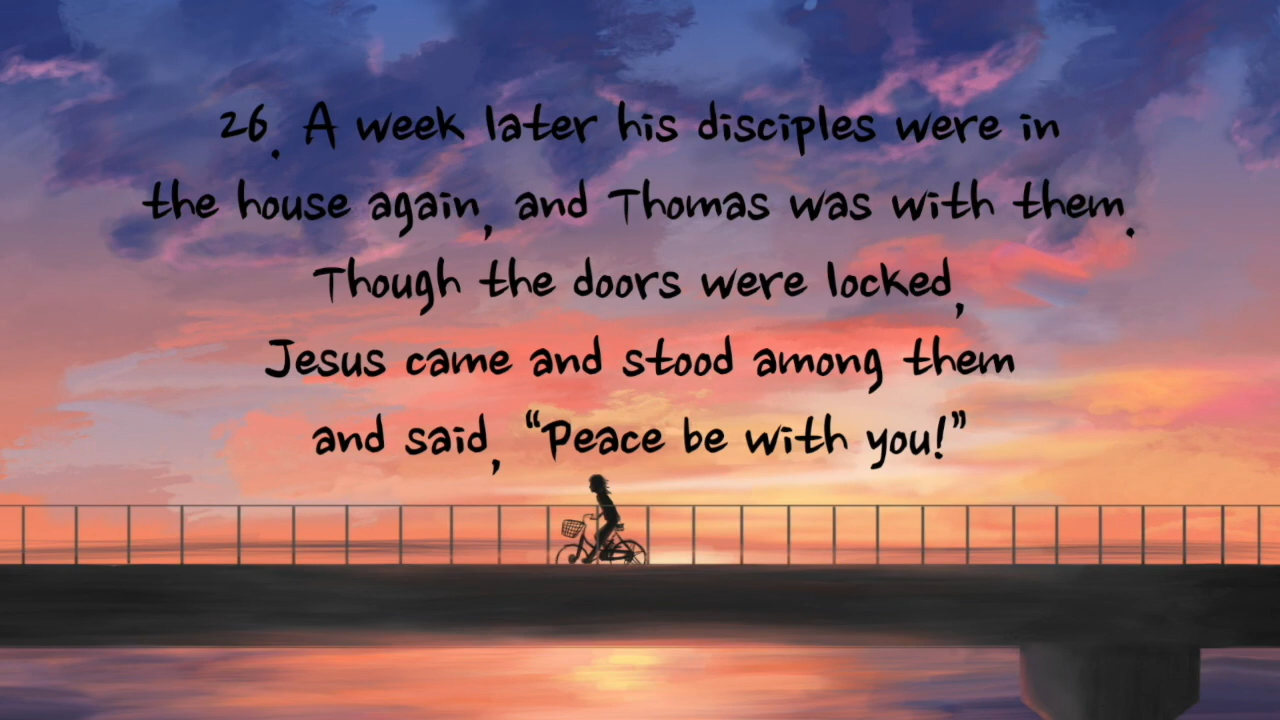 26. A week later his disciples were in
the house again, and Thomas was with them.
Though the doors were locked,
Jesus came and stood among them
and said, “Peace be with you!”